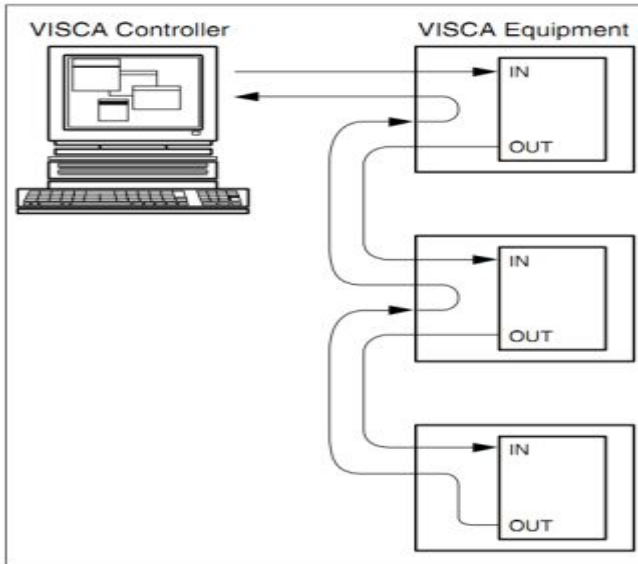 VISCA Controller
VISCA Equipment
IN
OUT
IN
OUT
IN
OUT